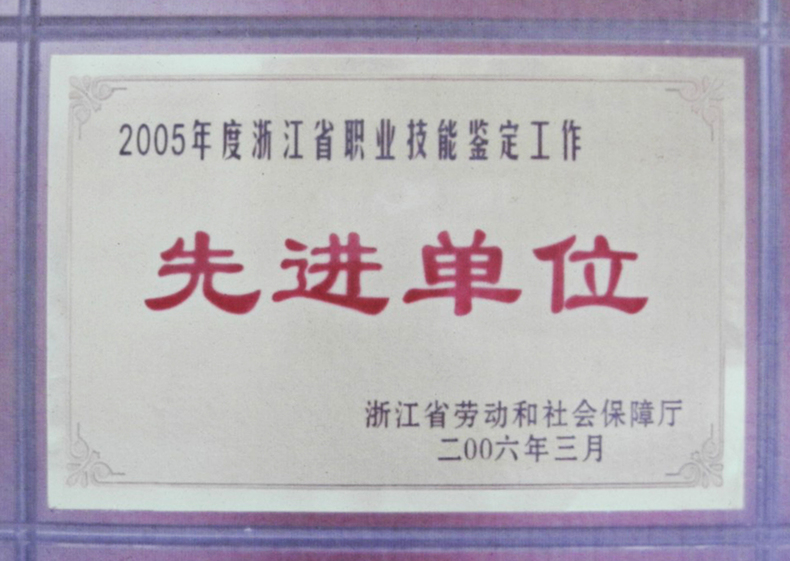 2005年度浙江省职业技能鉴定工作
先进单位
浙江省劳动和社会保障厅
二00六年三月